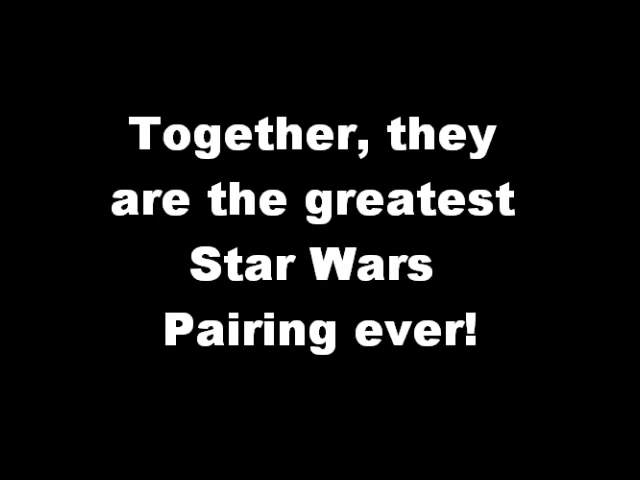 Together, they
are the greatest
Star Wars
Pairing ever!